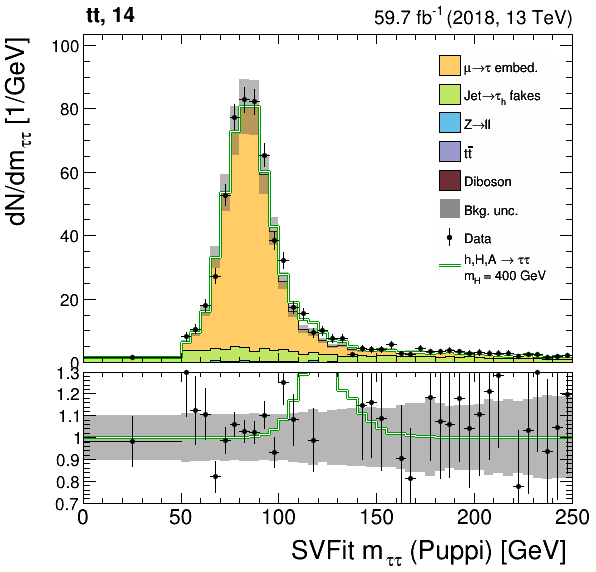 tt, 14
59.7 fb⁻¹ (2018, 13 TeV)
dN/dm_ττ [1/GeV]
100
80
60
40
20
0
μ→τ embed.
Jet→τ_h fakes
Z→ll
tt̄
Diboson
Bkg. unc.
Data
h,H,A → ττ
m_H = 400 GeV
1.3
1.2
1.1
1
0.9
0.8
0.7
0 50 100 150 200 250
SVFit m_ττ (Puppi) [GeV]